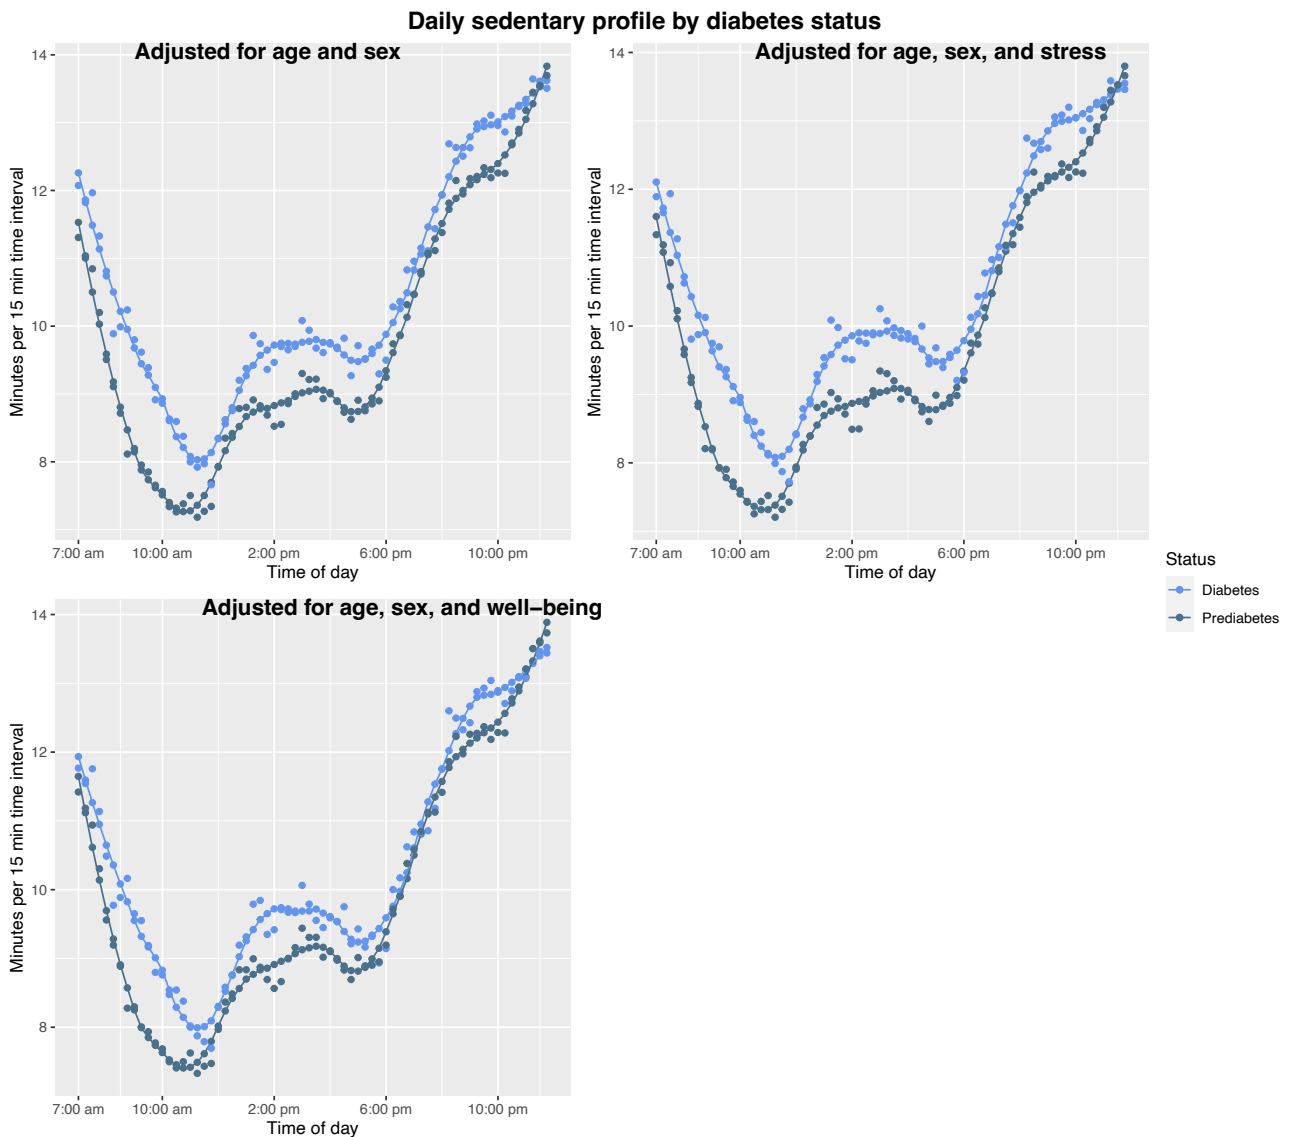 Daily sedentary profile by diabetes status
Adjusted for age and sex
Minutes per 15 min time interval
14
12
10
8
7:00 am 10:00 am 2:00 pm 6:00 pm 10:00 pm
Time of day
Adjusted for age, sex, and stress
Minutes per 15 min time interval
14
12
10
8
7:00 am 10:00 am 2:00 pm 6:00 pm 10:00 pm
Time of day
Status
Diabetes
Prediabetes
Adjusted for age, sex, and well−being
Minutes per 15 min time interval
14
12
10
8
7:00 am 10:00 am 2:00 pm 6:00 pm 10:00 pm
Time of day